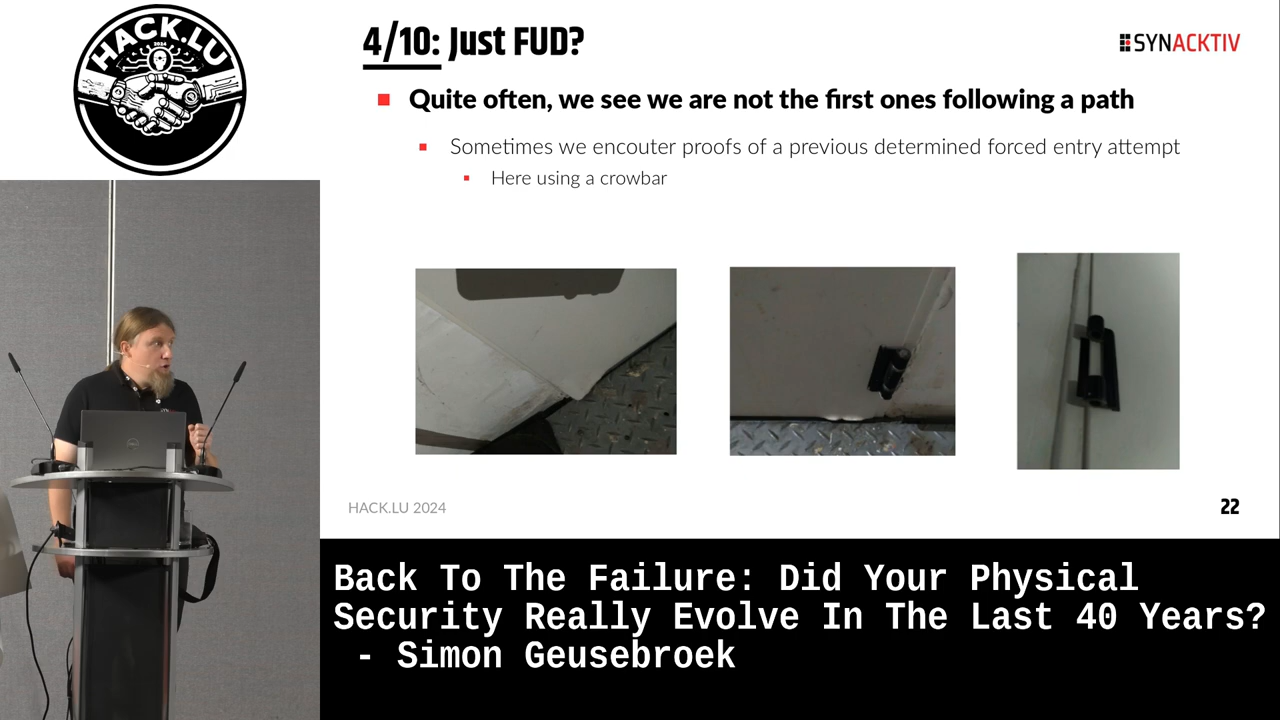 HACK.LU
2024
4/10: Just FUD?
SYNACKTIV
Quite often, we see we are not the first ones following a path
Sometimes we encouter proofs of a previous determined forced entry attempt
Here using a crowbar
HACK.LU 2024
22
Back To The Failure: Did Your Physical
Security Really Evolve In The Last 40 Years?
- Simon Geusebroek